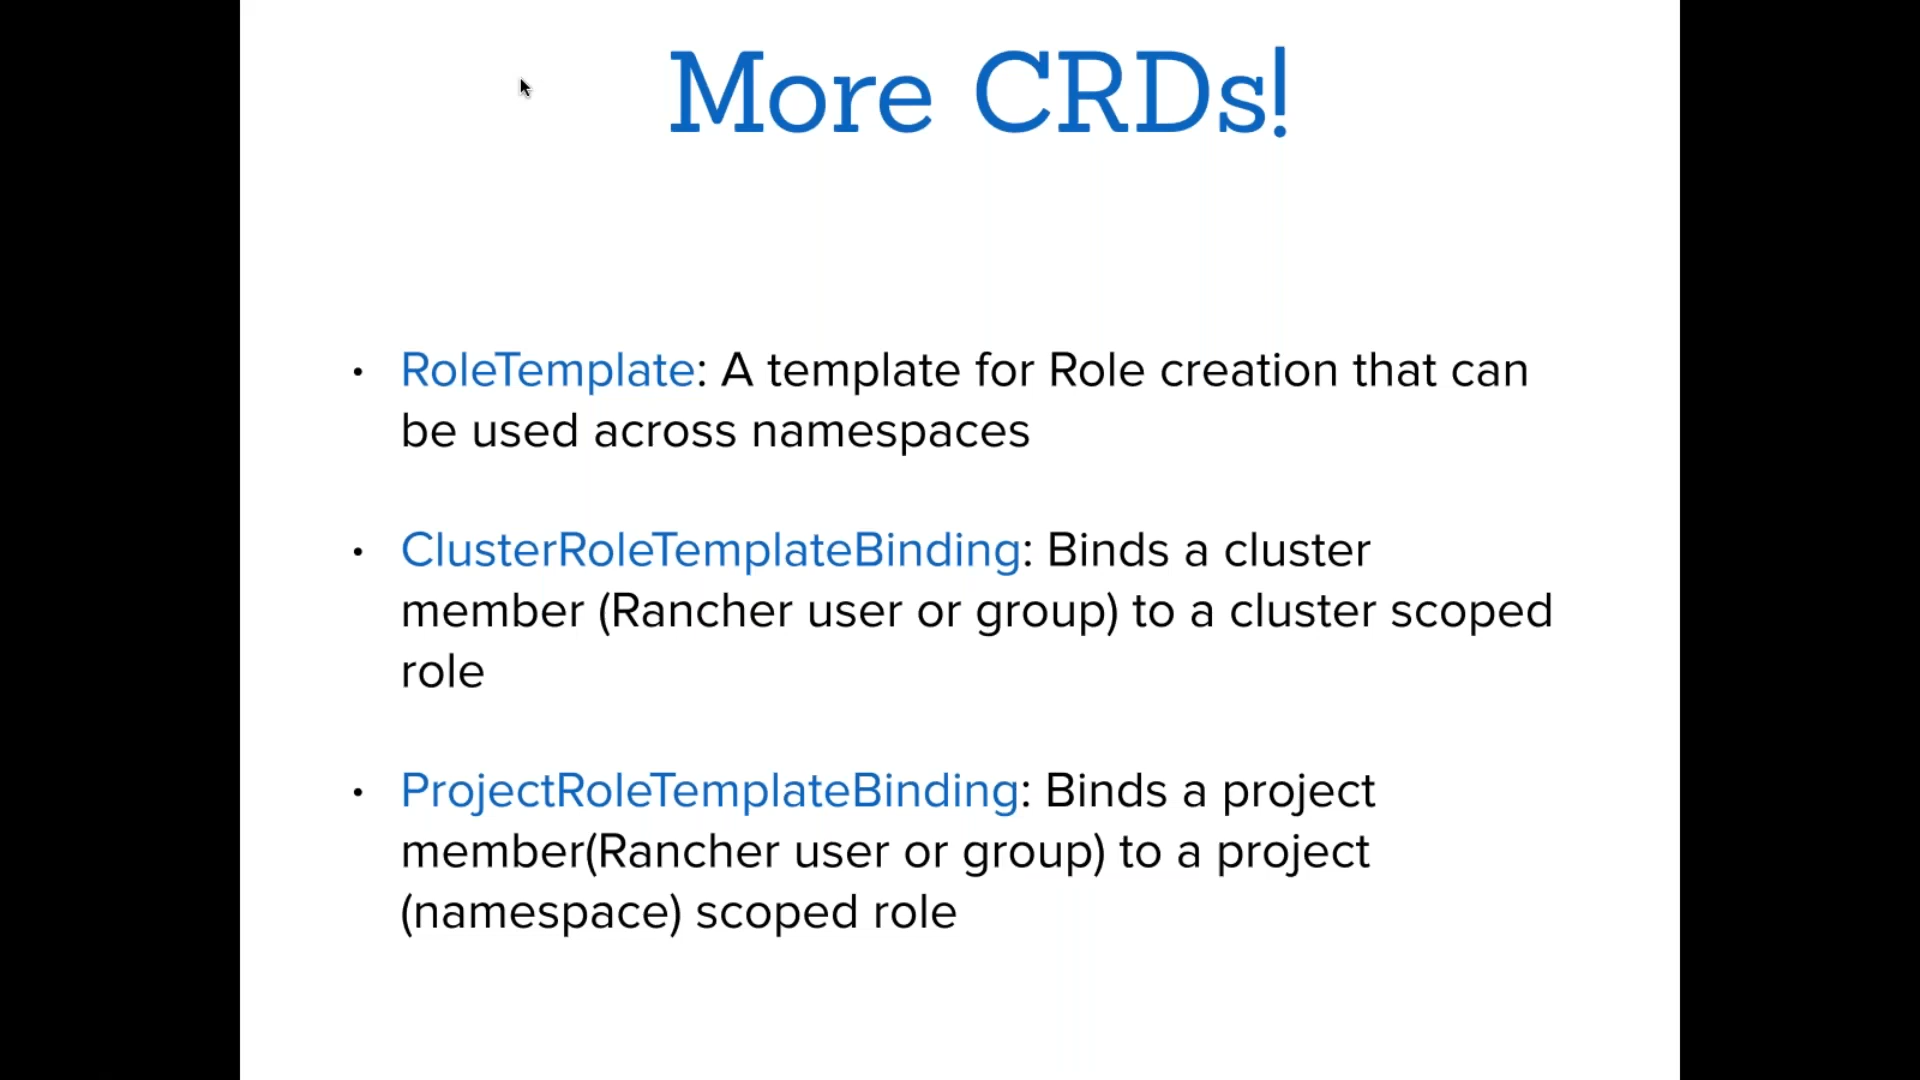 More CRDs!
• RoleTemplate: A template for Role creation that can
be used across namespaces
• ClusterRoleTemplateBinding: Binds a cluster
member (Rancher user or group) to a cluster scoped
role
• ProjectRoleTemplateBinding: Binds a project
member(Rancher user or group) to a project
(namespace) scoped role